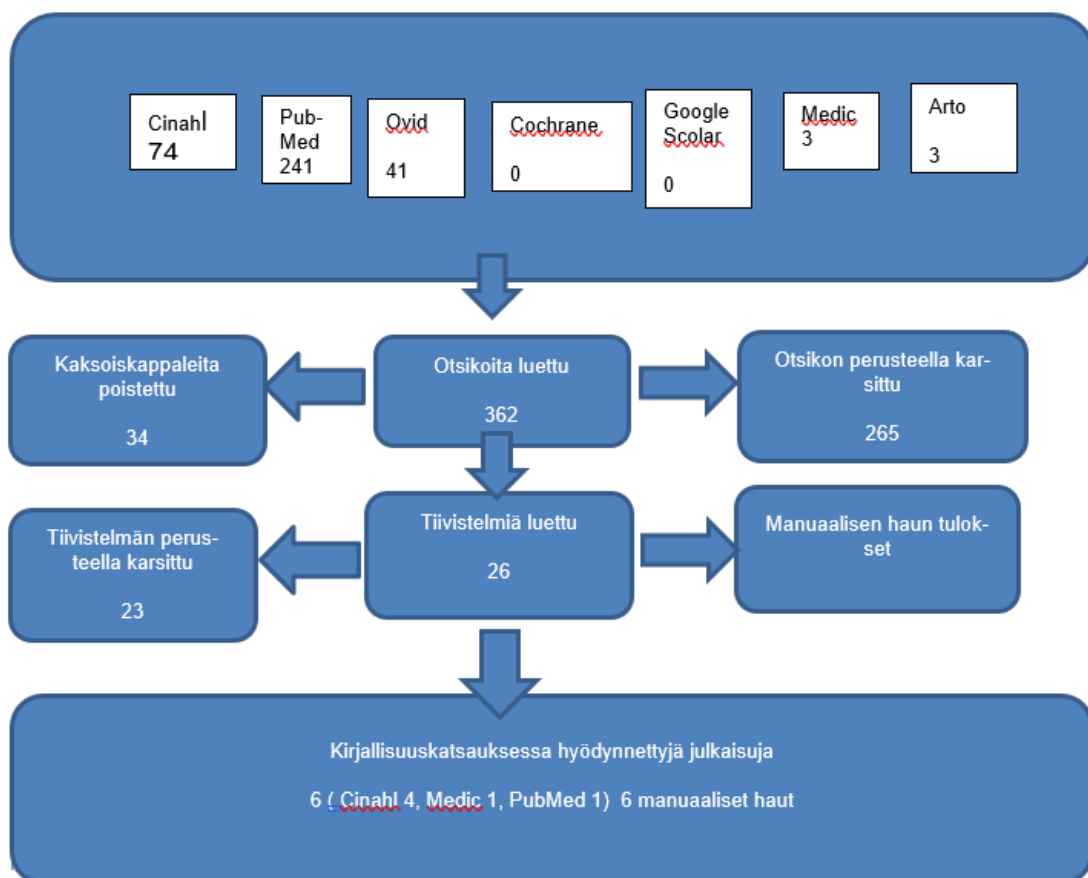 Cinahl
74
Pub-
Med
241
Ovid
41
Cochrane
0
Google
Scolar
0
Medic
3
Arto
3
Kaksoiskappaleita
poistettu
34
Otsikoita luettu
362
Otsikon perusteella kar-
sittu
265
Tiivistelmän perus-
teella karsittu
23
Tiivistelmiä luettu
26
Manuaalisen haun tulok-
set
Kirjallisuuskatsauksessa hyödynnettyjä julkaisuja
6 ( Cinahl 4, Medic 1, PubMed 1) 6 manuaaliset haut